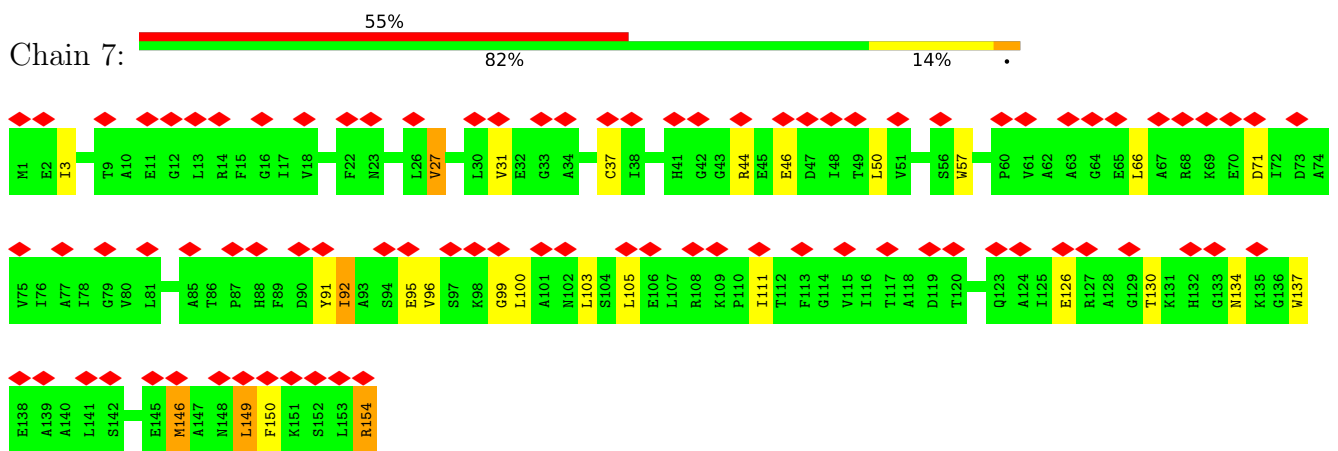 55%
Chain 7:
82% 14% •
M1 E2 I3 T9 A10 E11 G12 L13 R14 F15 G16 I17 V18 F22 N23 L26 V27 L30 V31 E32 G33 A34 C37 I38 H41 G42 G43 R44 E45 E46 D47 I48 T49 L50 V51 S56 W57 P60 V61 A62 A63 G64 E65 L66 A67 R68 K69 E70 D71 I72 D73 A74
V75 I76 A77 I78 G79 V80 L81 A85 T86 P87 H88 F89 D90 Y91 I92 A93 S94 E95 V96 S97 K98 G99 L100 A101 N102 L103 S104 L105 E106 L107 R108 K109 P110 I111 T112 F113 G114 V115 I116 T117 A118 D119 T120 Q123 A124 I125 E126 R127 A128 G129 T130 K131 H132 G133 N134 K135 G136 W137
E138 A139 A140 L141 S142 E145 M146 A147 N148 L149 F150 K151 S152 L153 R154